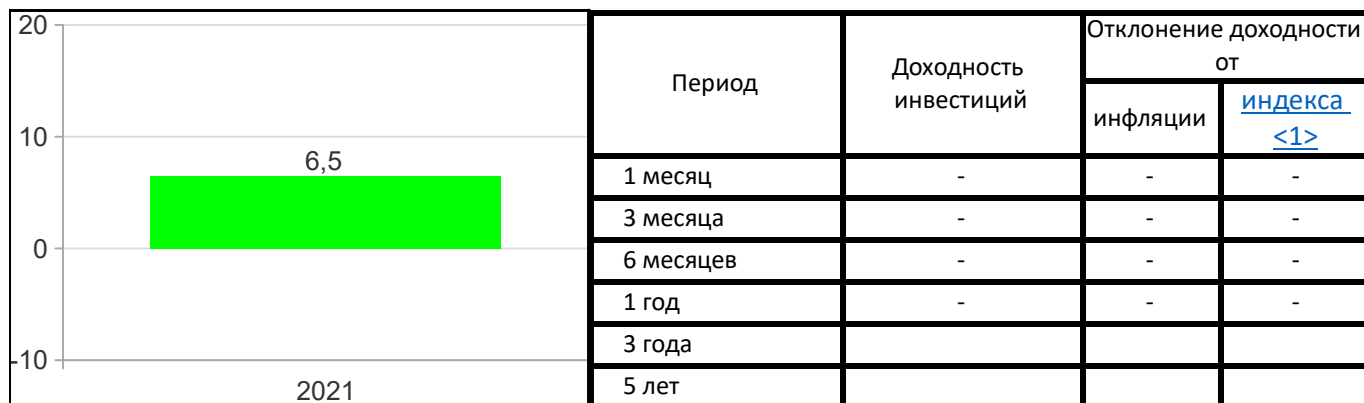 20
10
0
-10
6,5
2021
Период
Доходность
инвестиций
Отклонение доходности
от
инфляции
индекса
<1>
1 месяц - - -
3 месяца - - -
6 месяцев - - -
1 год - - -
3 года
5 лет